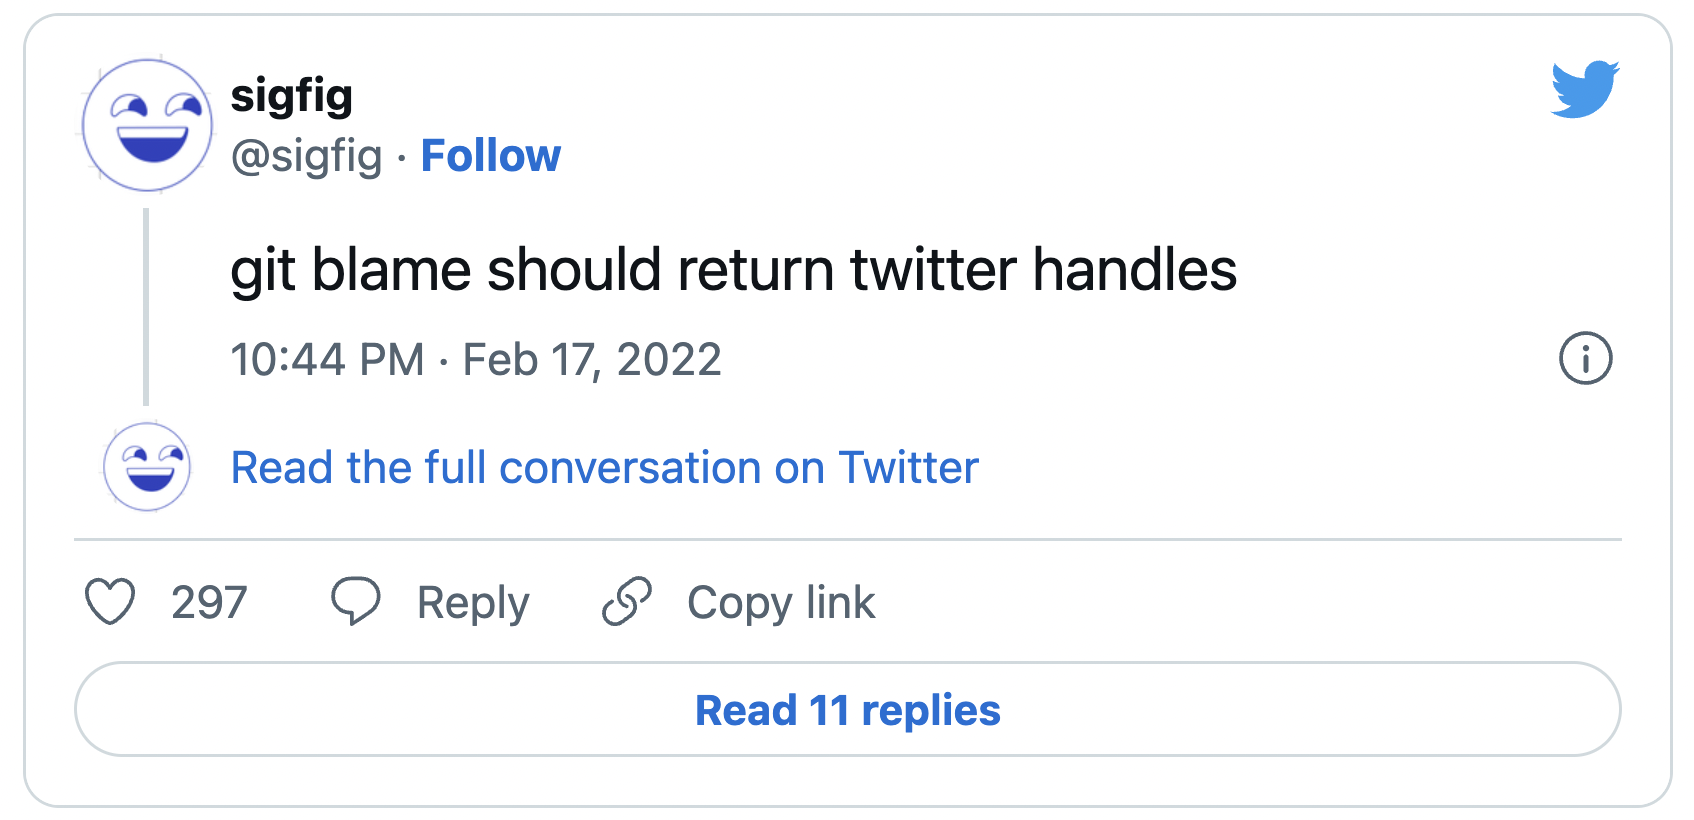 sigfig
@sigfig · Follow
git blame should return twitter handles
10:44 PM · Feb 17, 2022
Read the full conversation on Twitter
297 Reply Copy link
Read 11 replies